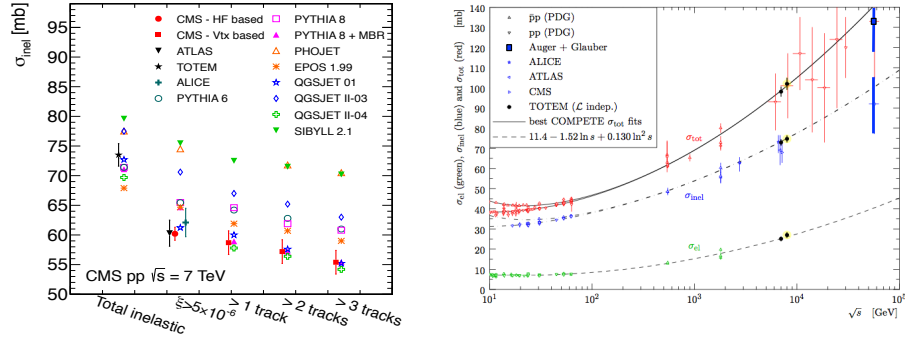 σinel [mb]
95
90
85
80
75
70
65
60
55
50
CMS - HF based
CMS - Vtx based
ATLAS
TOTEM
ALICE
PYTHIA 6
PYTHIA 8
PYTHIA 8 + MBR
PHOJET
EPOS 1.99
QGSJET 01
QGSJET II-03
QGSJET II-04
SIBYLL 2.1
CMS pp √s = 7 TeV
Total inelastic
ξ>5×10⁻⁶
> 1 track
> 2 tracks
> 3 tracks
σel (green), σinel (blue) and σtot (red) [mb]
140
130
120
110
100
90
80
70
60
50
40
30
20
10
0
p̄p (PDG)
pp (PDG)
Auger + Glauber
ALICE
ATLAS
CMS
TOTEM (ℒ indep.)
best COMPETE σtot fits
11.4 − 1.52 ln s + 0.130 ln² s
σtot
σinel
σel
10¹
10²
10³
10⁴
10⁵
√s [GeV]